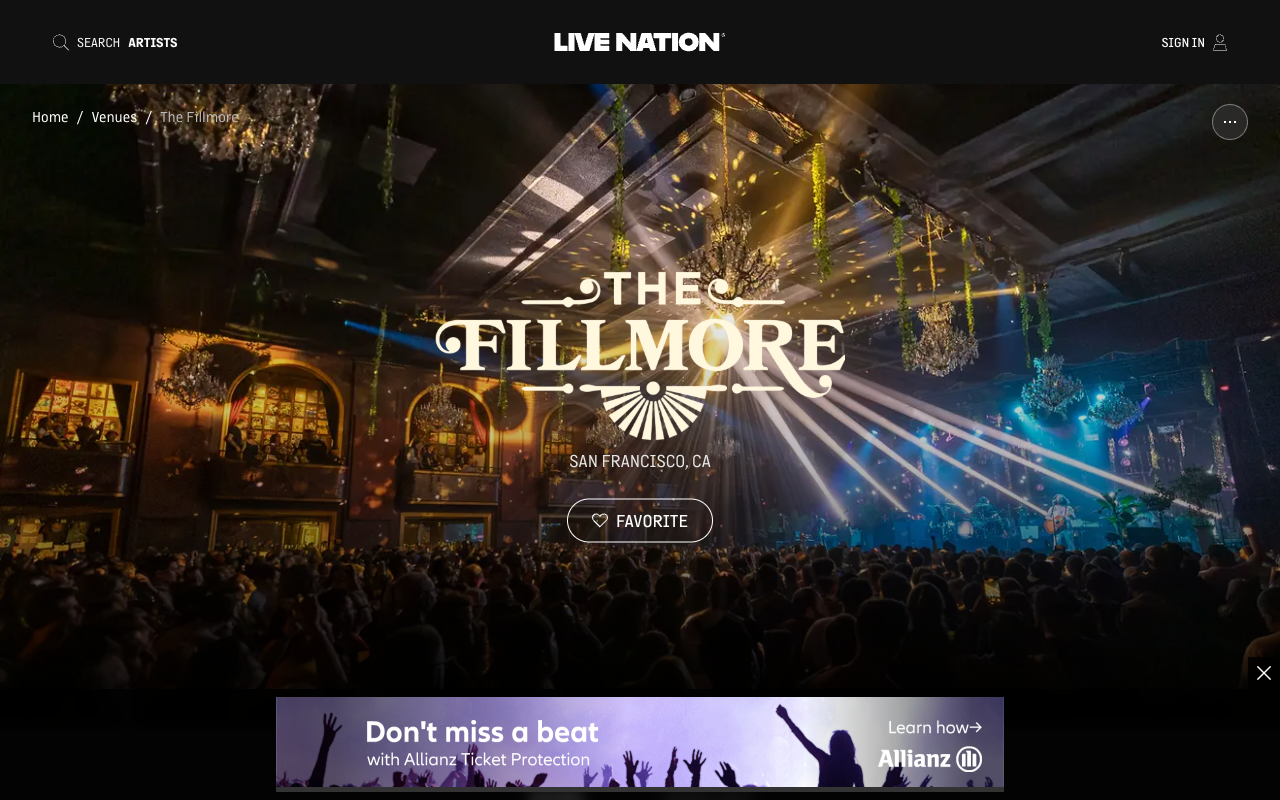 SEARCH ARTISTS
LIVE NATION
SIGN IN
Home / Venues / The Fillmore
THE
FILLMORE
SAN FRANCISCO, CA
FAVORITE
Don't miss a beat
with Allianz Ticket Protection
Learn how→
Allianz